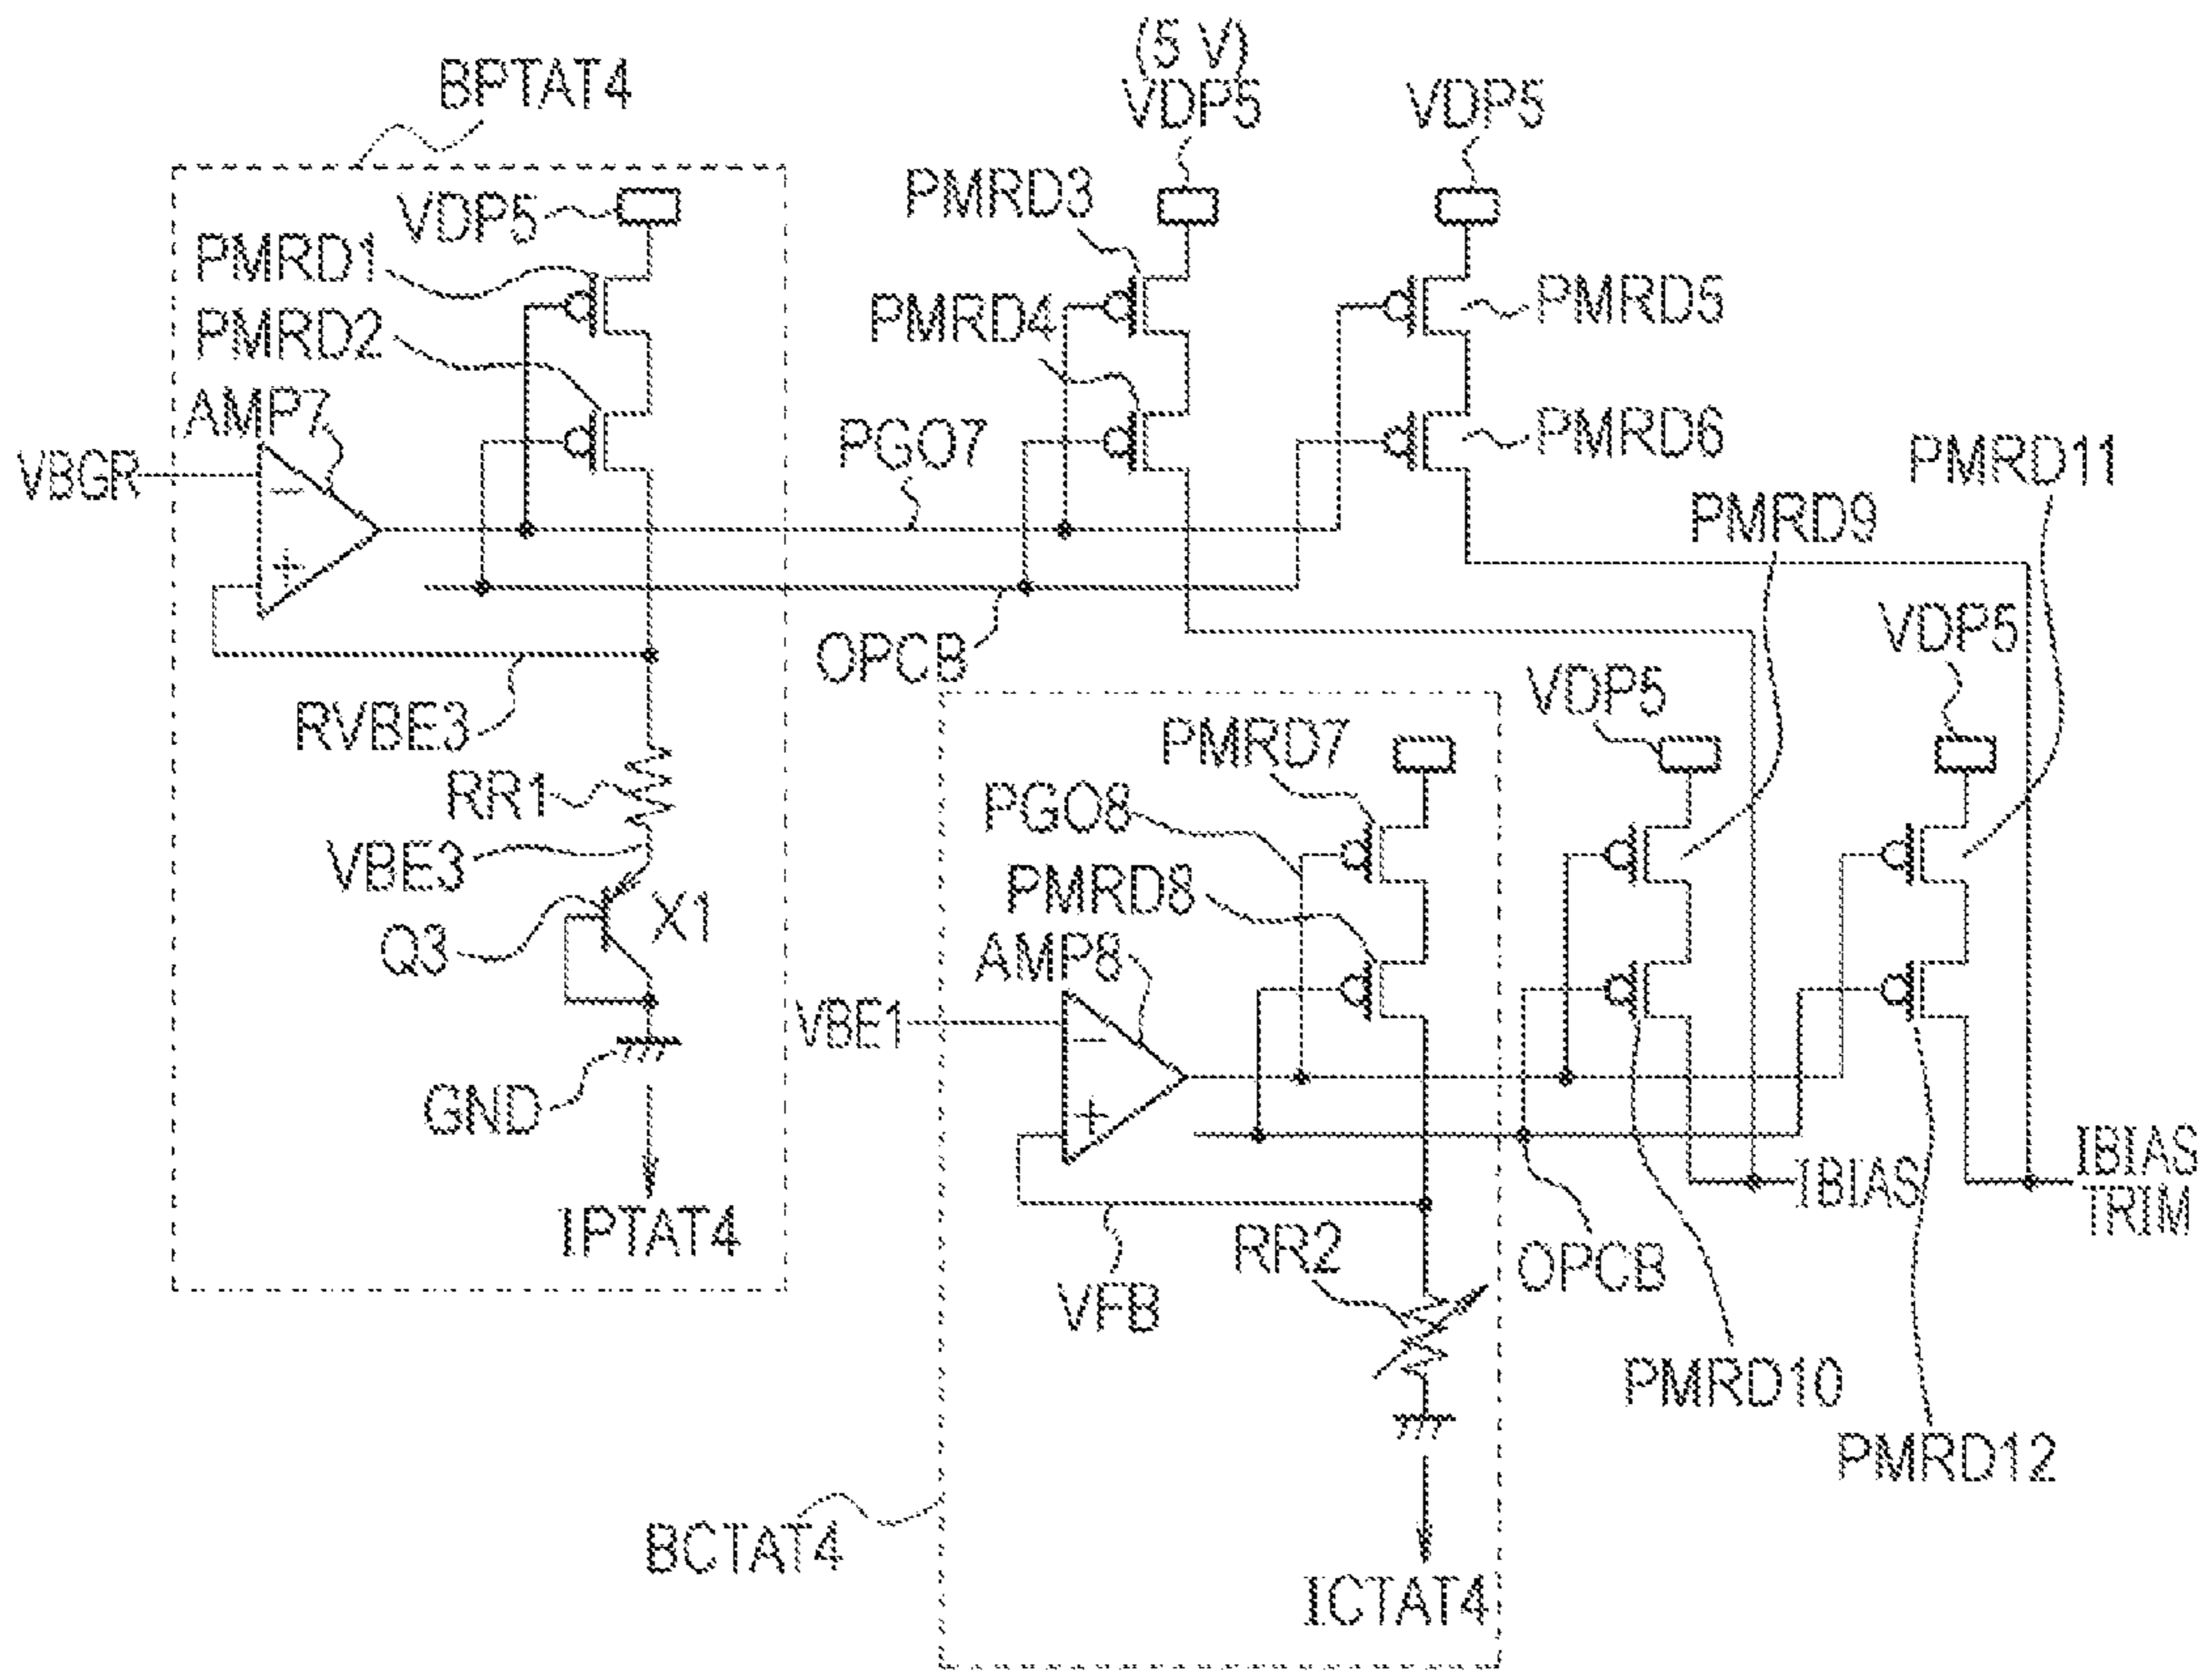 (5 V)
BPTAT4
VDP5
VDP5
VDP5
PMRD3
PMRD1
PMRD4
PMRD5
PMRD2
AMP7
PGO7
PMRD6
PMRD11
VBGR
−
PMRD9
+
OPCB
VDP5
RVBE3
VDP5
PMRD7
RR1
PGO8
VBE3
PMRD8
X1
Q3
AMP8
VBE1
−
GND
+
IBIAS
IBIAS
TRIM
IPTAT4
RR2
OPCB
VFB
PMRD10
PMRD12
BCTAT4
ICTAT4